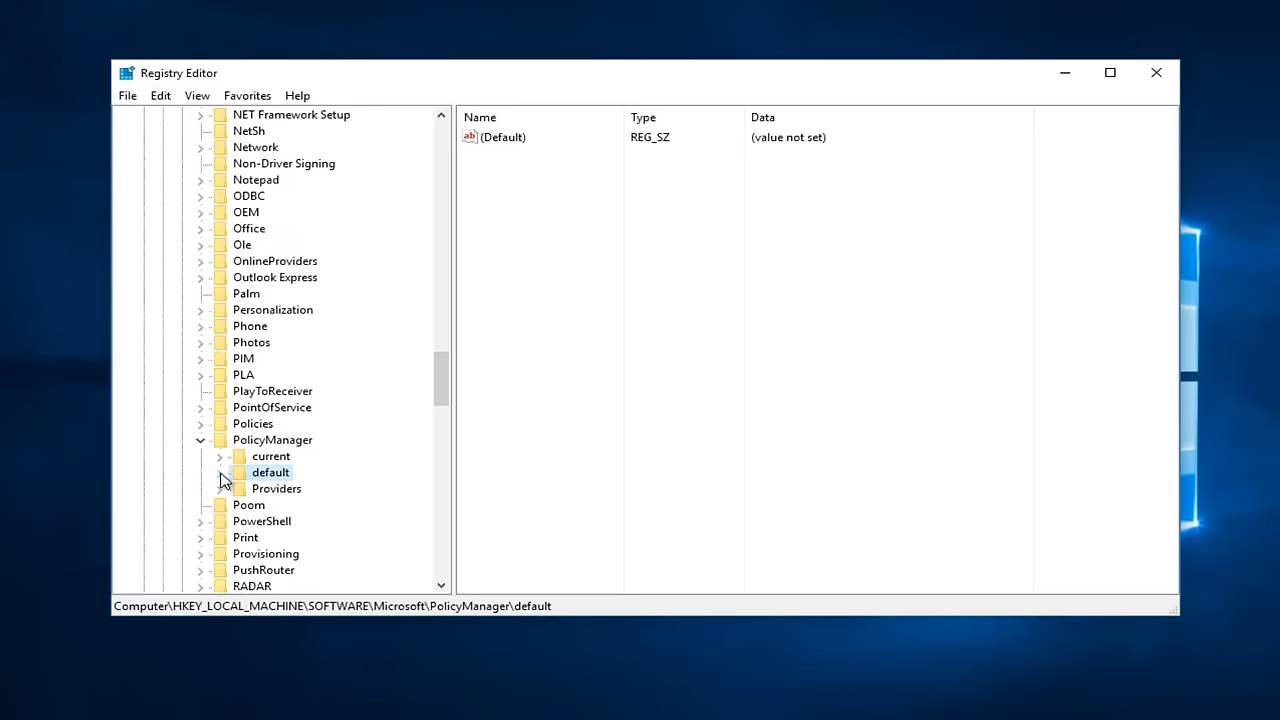 Registry Editor
File Edit View Favorites Help
NET Framework Setup
NetSh
Network
Non-Driver Signing
Notepad
ODBC
OEM
Office
Ole
OnlineProviders
Outlook Express
Palm
Personalization
Phone
Photos
PIM
PLA
PlayToReceiver
PointOfService
Policies
PolicyManager
current
default
Providers
Poom
PowerShell
Print
Provisioning
PushRouter
RADAR
Name Type Data
ab (Default) REG_SZ (value not set)
Computer\HKEY_LOCAL_MACHINE\SOFTWARE\Microsoft\PolicyManager\default